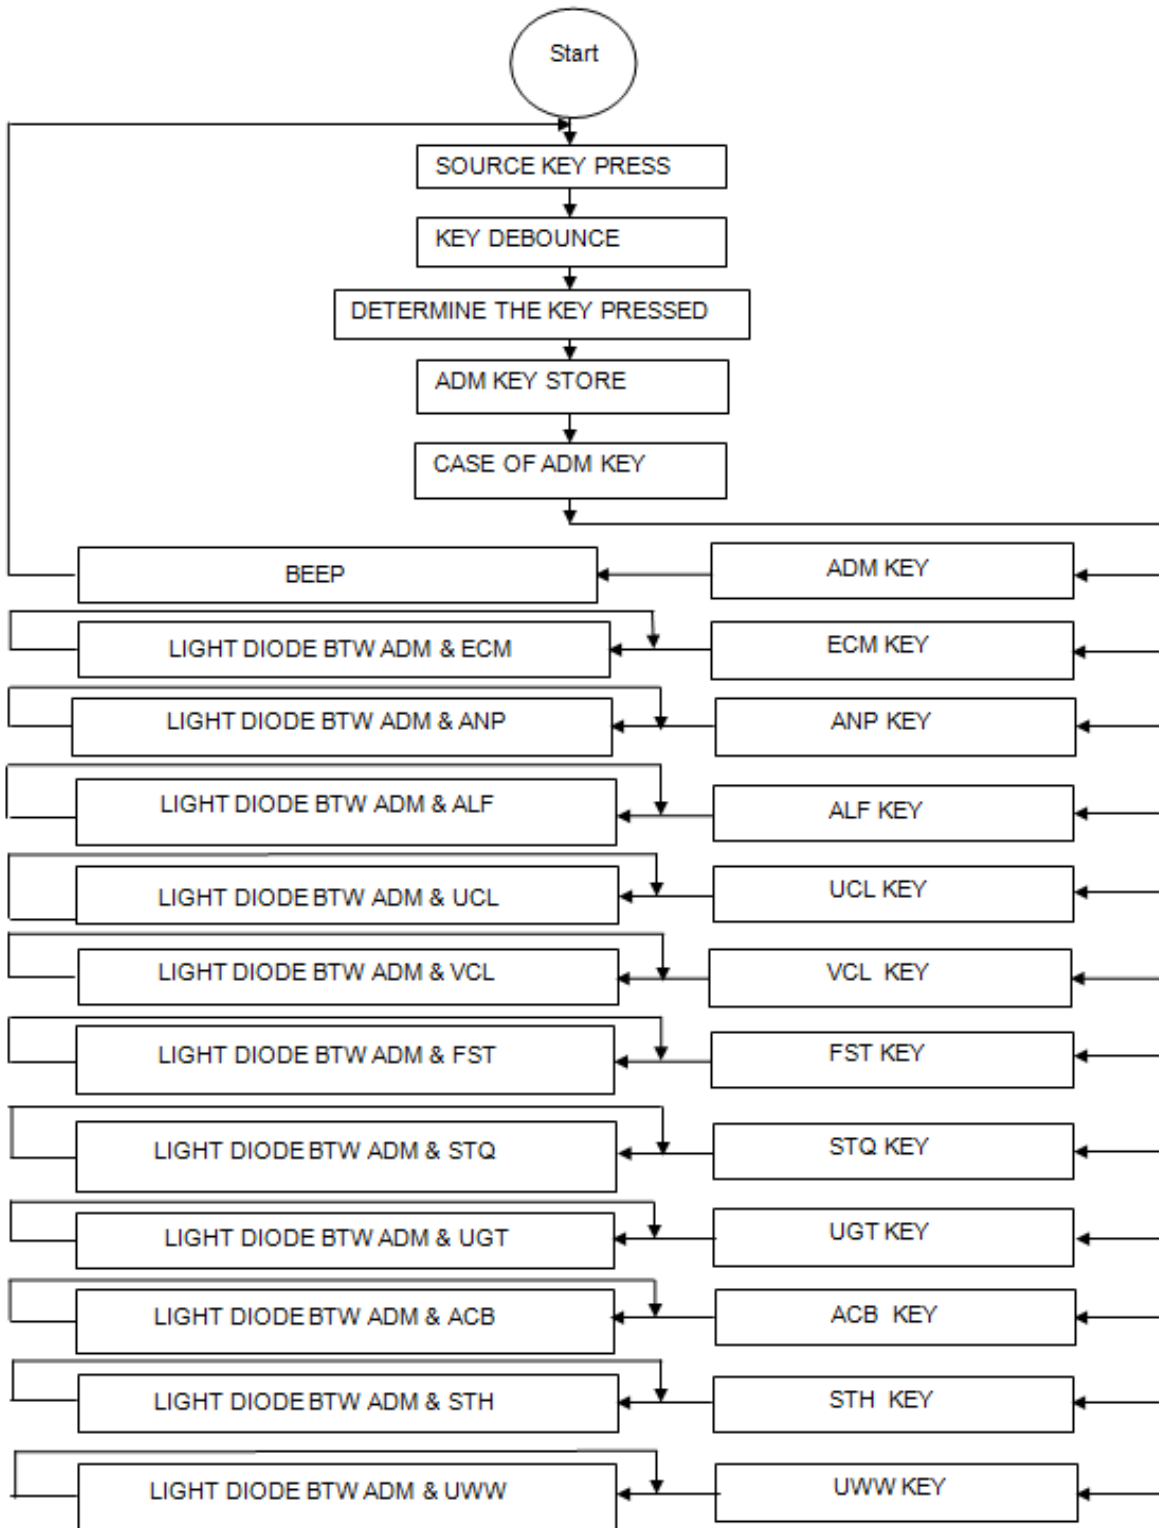 Start
SOURCE KEY PRESS
KEY DEBOUNCE
DETERMINE THE KEY PRESSED
ADM KEY STORE
CASE OF ADM KEY
BEEP
ADM KEY
LIGHT DIODE BTW ADM & ECM
ECM KEY
LIGHT DIODE BTW ADM & ANP
ANP KEY
LIGHT DIODE BTW ADM & ALF
ALF KEY
LIGHT DIODE BTW ADM & UCL
UCL KEY
LIGHT DIODE BTW ADM & VCL
VCL KEY
LIGHT DIODE BTW ADM & FST
FST KEY
LIGHT DIODE BTW ADM & STQ
STQ KEY
LIGHT DIODE BTW ADM & UGT
UGT KEY
LIGHT DIODE BTW ADM & ACB
ACB KEY
LIGHT DIODE BTW ADM & STH
STH KEY
LIGHT DIODE BTW ADM & UWW
UWW KEY